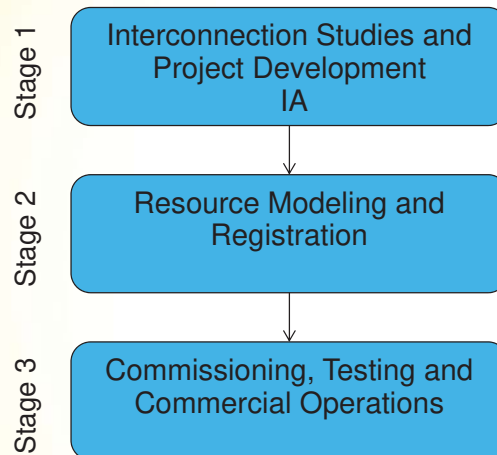 Stage 1
Interconnection Studies and
Project Development
IA
Stage 2
Resource Modeling and
Registration
Stage 3
Commissioning, Testing and
Commercial Operations